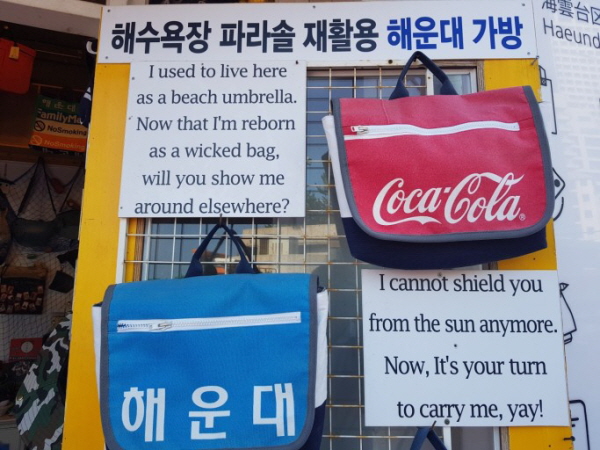 해수욕장 파라솔 재활용 해운대 가방
I used to live here
as a beach umbrella.
Now that I'm reborn
as a wicked bag,
will you show me
around elsewhere?
Coca-Cola®
I cannot shield you
from the sun anymore.
Now, It's your turn
to carry me, yay!
해운대
FamilyMa
NoSmoking
海雲台区
Haeund